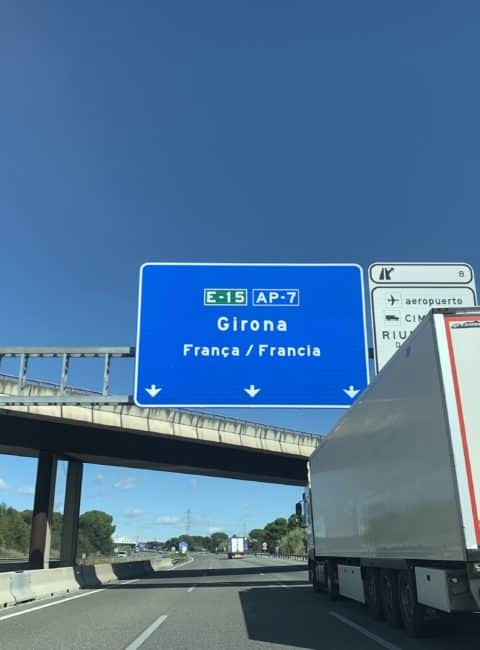 E-15 AP-7
Girona
França / Francia
8
aeropuerto